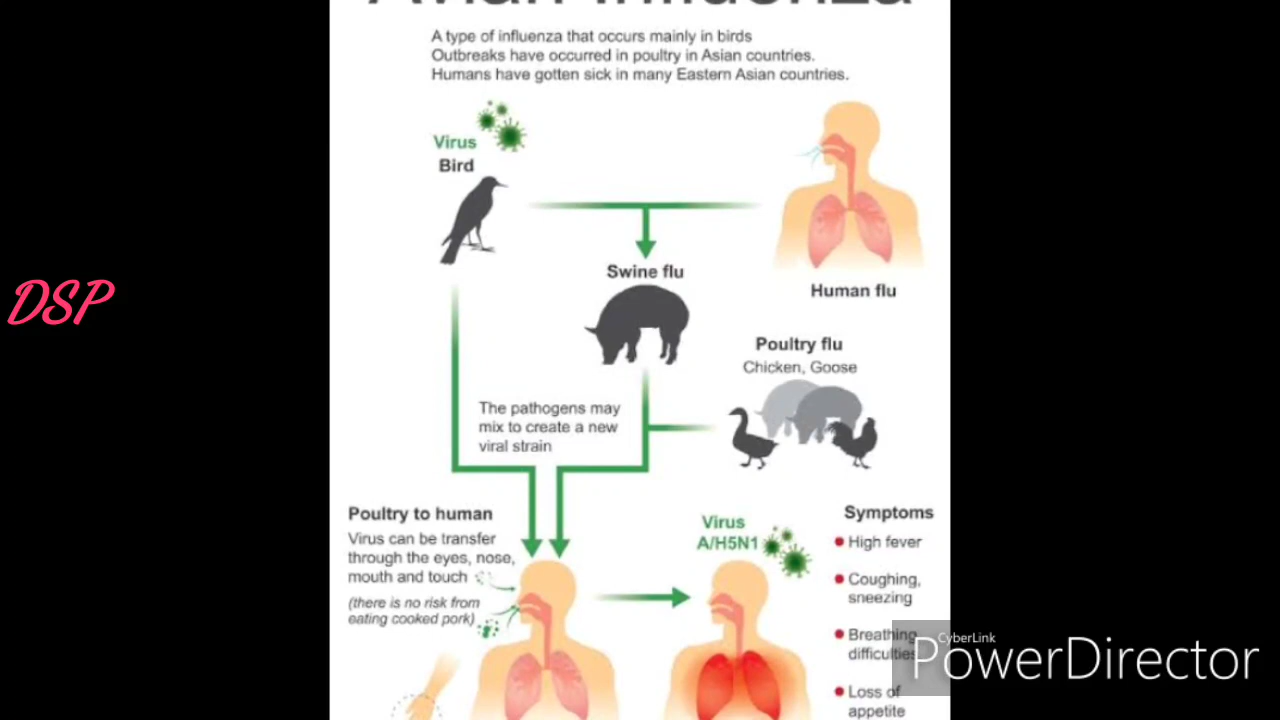 Avian Influenza
A type of influenza that occurs mainly in birds
Outbreaks have occurred in poultry in Asian countries.
Humans have gotten sick in many Eastern Asian countries.
Virus
Bird
Swine flu
Human flu
Poultry flu
Chicken, Goose
DSP
The pathogens may
mix to create a new
viral strain
Poultry to human
Virus can be transfer
through the eyes, nose,
mouth and touch
(there is no risk from
eating cooked pork)
Virus
A/H5N1
Symptoms
High fever
Coughing,
sneezing
Breathing
difficulties
Loss of
appetite
CyberLink
PowerDirector